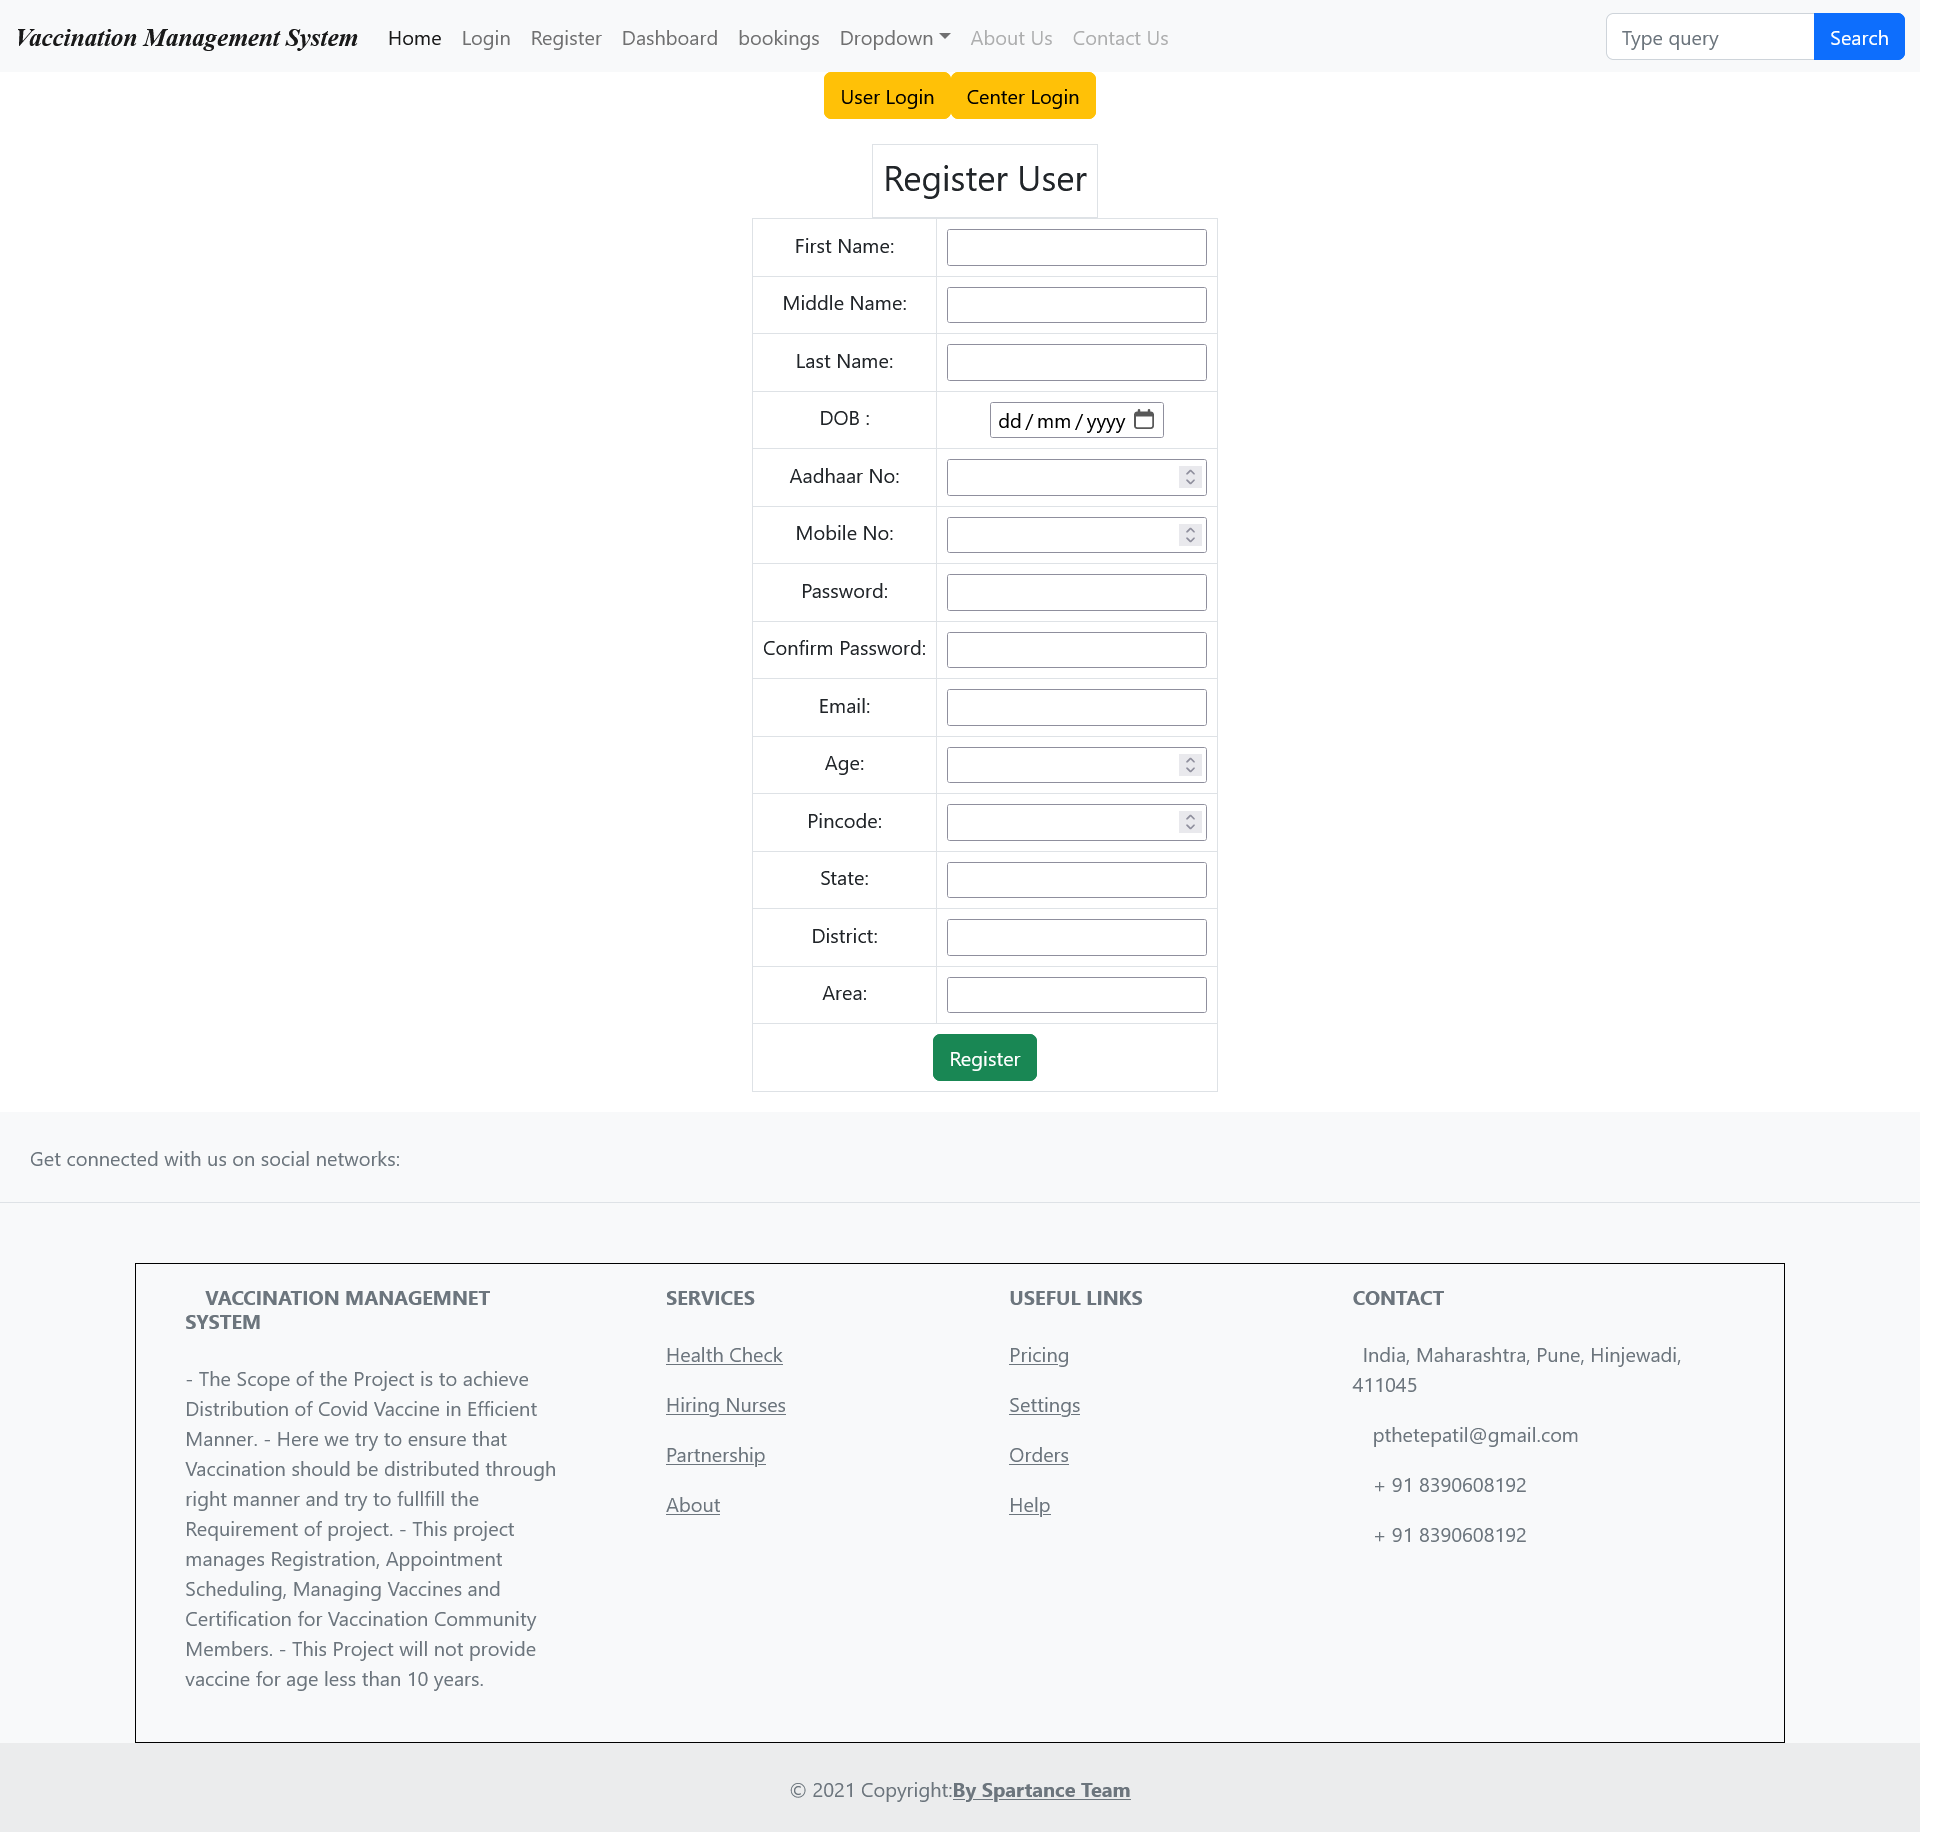 Vaccination Management System Home Login Register Dashboard bookings Dropdown About Us Contact Us Type query Search
User Login Center Login
Register User
First Name:
Middle Name:
Last Name:
DOB : dd/mm/yyyy
Aadhaar No:
Mobile No:
Password:
Confirm Password:
Email:
Age:
Pincode:
State:
District:
Area:
Register
Get connected with us on social networks:
VACCINATION MANAGEMNET
SYSTEM
- The Scope of the Project is to achieve
Distribution of Covid Vaccine in Efficient
Manner. - Here we try to ensure that
Vaccination should be distributed through
right manner and try to fullfill the
Requirement of project. - This project
manages Registration, Appointment
Scheduling, Managing Vaccines and
Certification for Vaccination Community
Members. - This Project will not provide
vaccine for age less than 10 years.
SERVICES
Health Check
Hiring Nurses
Partnership
About
USEFUL LINKS
Pricing
Settings
Orders
Help
CONTACT
India, Maharashtra, Pune, Hinjewadi,
411045
pthetepatil@gmail.com
+ 91 8390608192
+ 91 8390608192
© 2021 Copyright:By Spartance Team